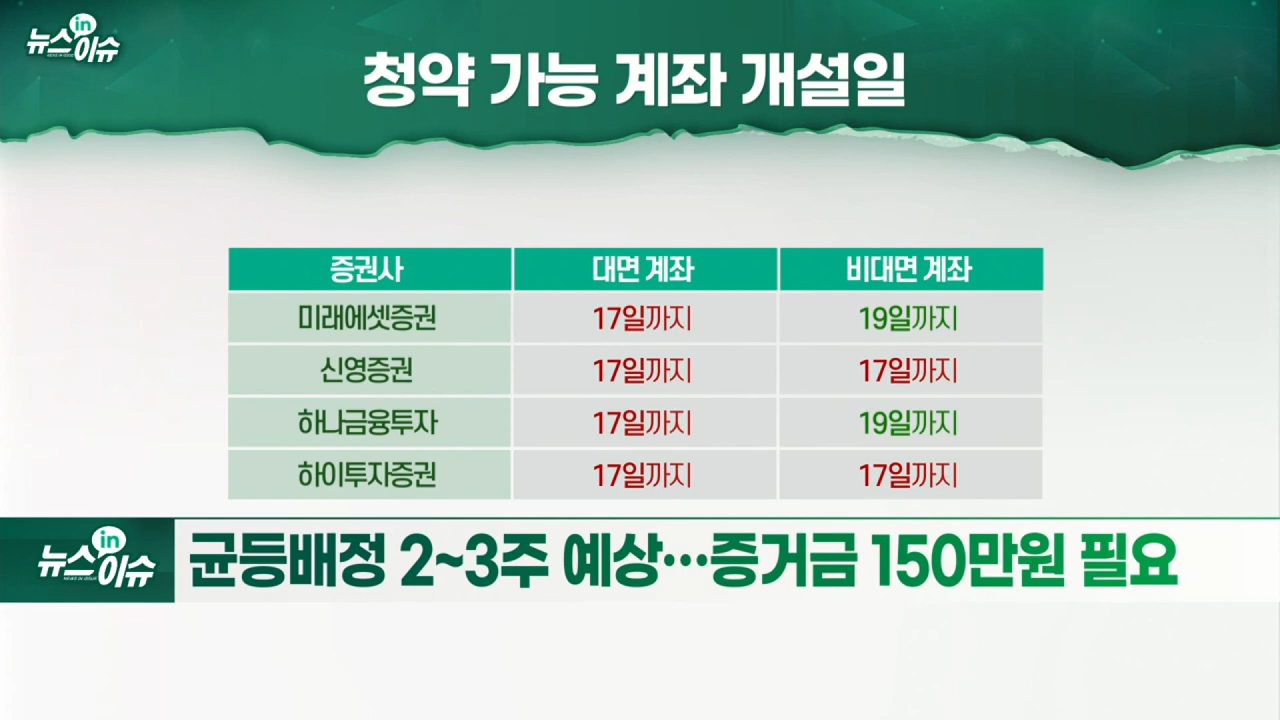 뉴스in이슈
NEWS IN ISSUE
청약 가능 계좌 개설일
증권사 대면 계좌 비대면 계좌
미래에셋증권 17일까지 19일까지
신영증권 17일까지 17일까지
하나금융투자 17일까지 19일까지
하이투자증권 17일까지 17일까지
뉴스in이슈
NEWS IN ISSUE
균등배정 2~3주 예상…증거금 150만원 필요